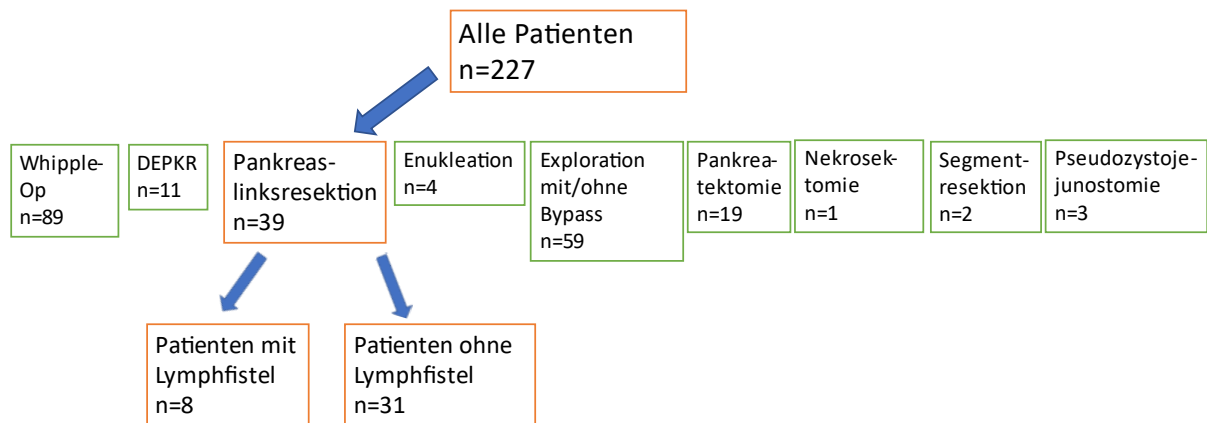 Alle Patienten
n=227
Whipple-
Op
n=89
DEPKR
n=11
Pankreas-
linksresektion
n=39
Enukleation
n=4
Exploration
mit/ohne
Bypass
n=59
Pankrea-
tektomie
n=19
Nekrosek-
tomie
n=1
Segment-
resektion
n=2
Pseudozystoje-
junostomie
n=3
Patienten mit
Lymphfistel
n=8
Patienten ohne
Lymphfistel
n=31